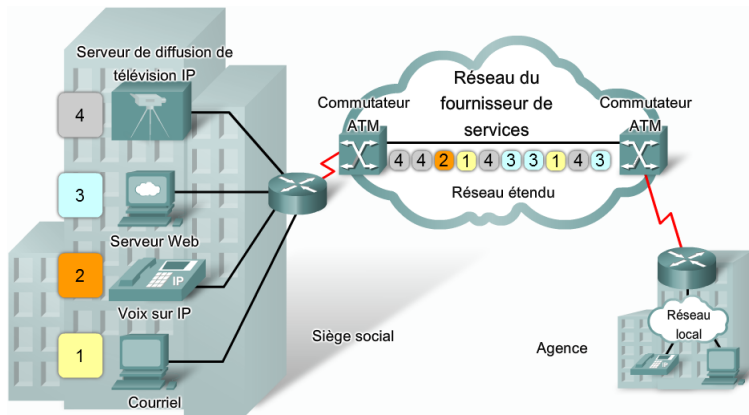 Serveur de diffusion de
télévision IP
4
3
Serveur Web
2
IP
Voix sur IP
1
Courriel
Siège social
Commutateur
ATM
Réseau du
fournisseur de
services
Commutateur
ATM
4 4 2 1 4 3 3 1 4 3
Réseau étendu
Agence
Réseau
local